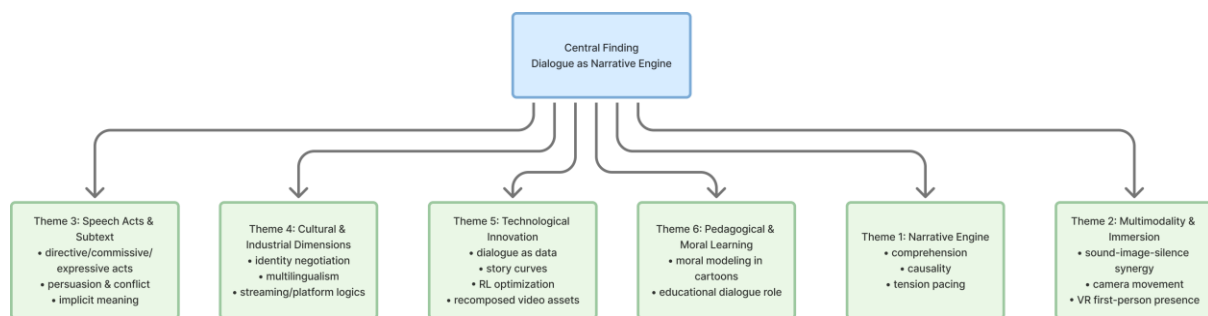 Central Finding
Dialogue as Narrative Engine
Theme 3: Speech Acts &
Subtext
• directive/commissive/
expressive acts
• persuasion & conflict
• implicit meaning
Theme 4: Cultural &
Industrial Dimensions
• identity negotiation
• multilingualism
• streaming/platform logics
Theme 5: Technological
Innovation
• dialogue as data
• story curves
• RL optimization
• recomposed video assets
Theme 6: Pedagogical &
Moral Learning
• moral modeling in
cartoons
• educational dialogue role
Theme 1: Narrative Engine
• comprehension
• causality
• tension pacing
Theme 2: Multimodality &
Immersion
• sound-image-silence
synergy
• camera movement
• VR first-person presence